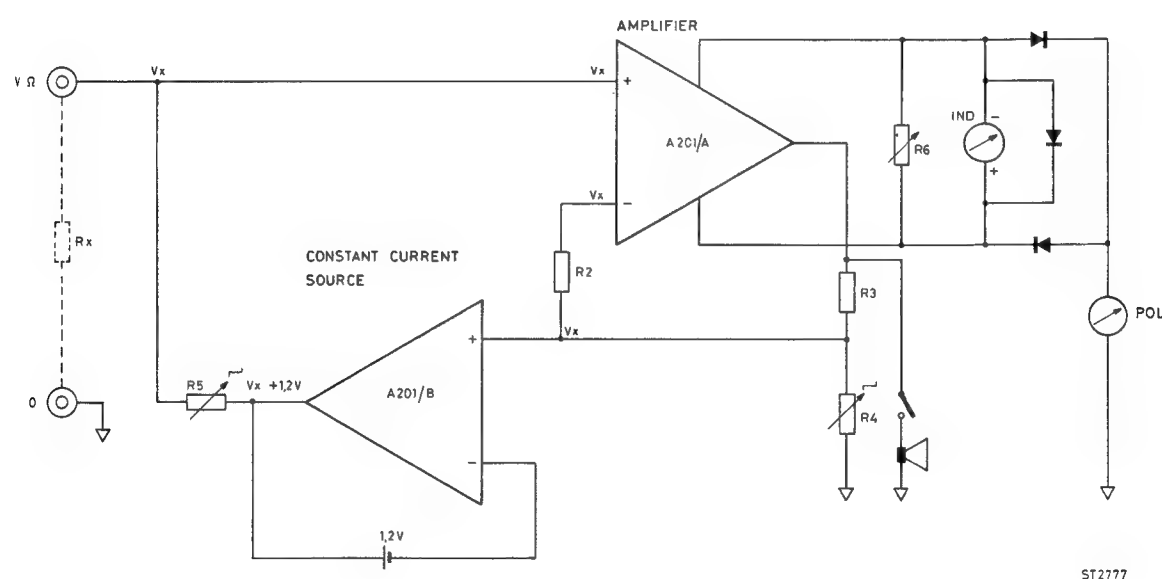 AMPLIFIER
V Ω
Vx
Vx
+
A201/A
R6
IND
−
+
Vx
−
Rx
CONSTANT CURRENT
SOURCE
R2
R3
POL
Vx
+
R5
Vx +1,2V
A201/B
R4
0
−
1,2V
ST2777